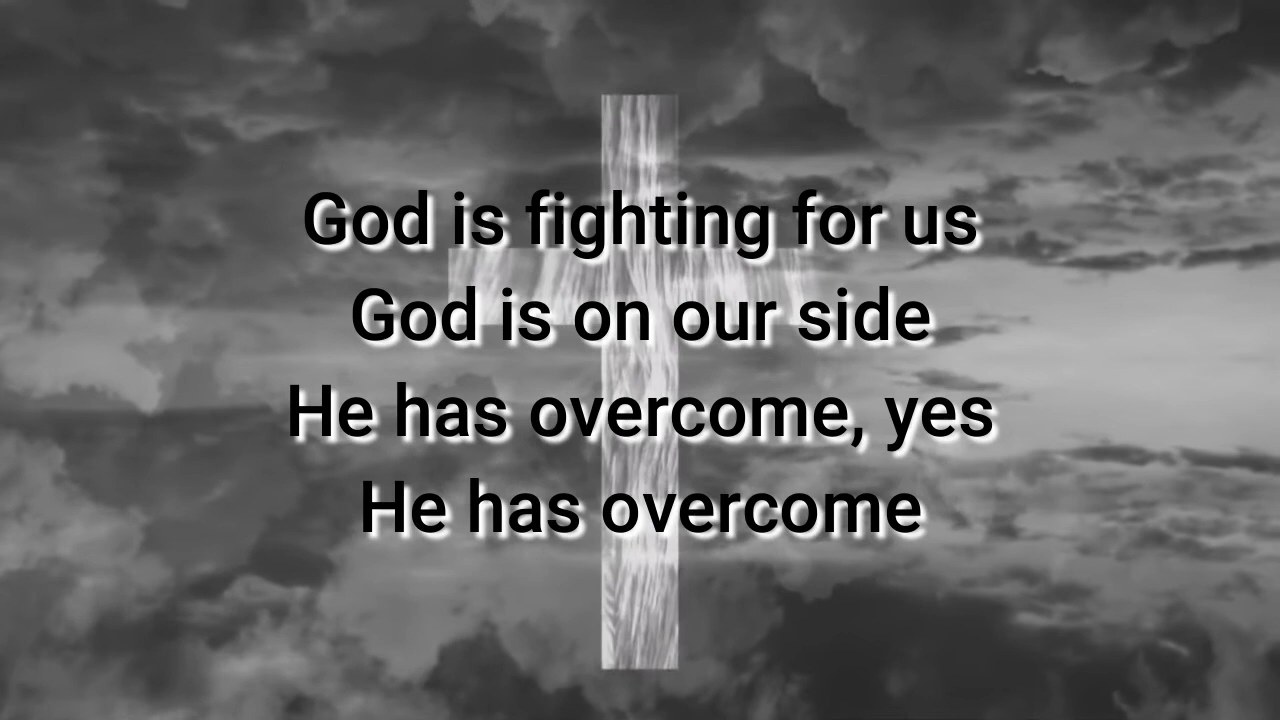 God is fighting for us
God is on our side
He has overcome, yes
He has overcome